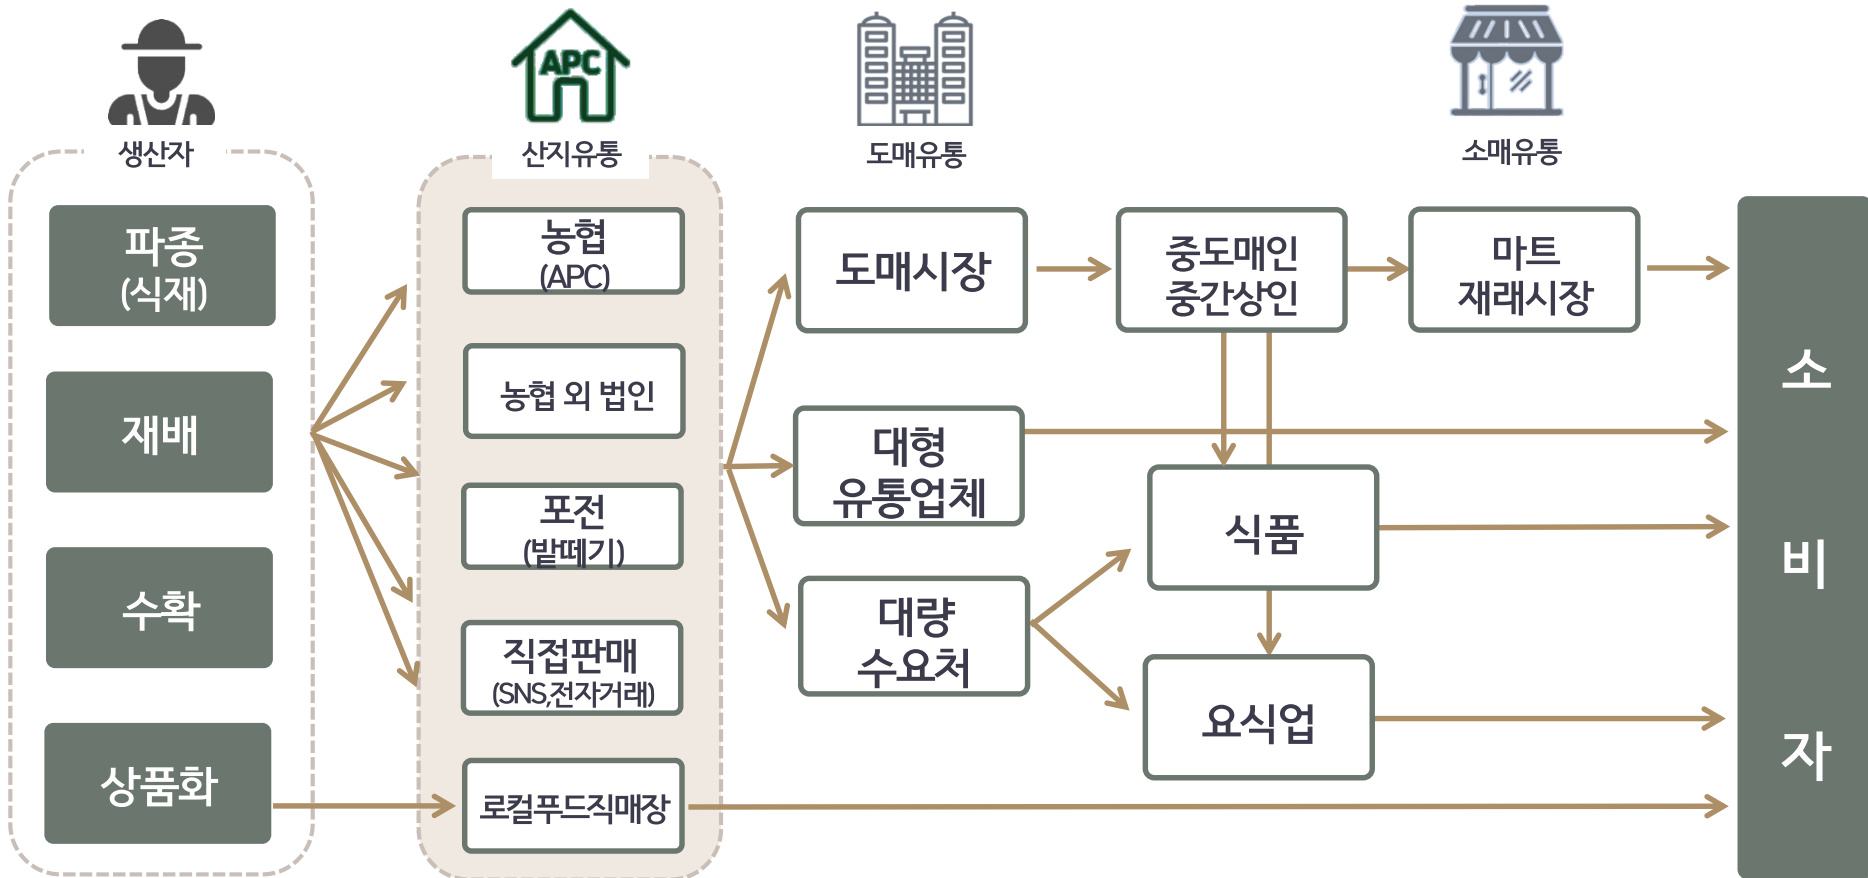 APC
생산자
산지유통
도매유통
소매유통
파종
(식재)
재배
수확
상품화
농협
(APC)
농협 외 법인
포전
(밭떼기)
직접판매
(SNS,전자거래)
로컬푸드직매장
도매시장
대형
유통업체
대량
수요처
중도매인
중간상인
식품
요식업
마트
재래시장
소
비
자